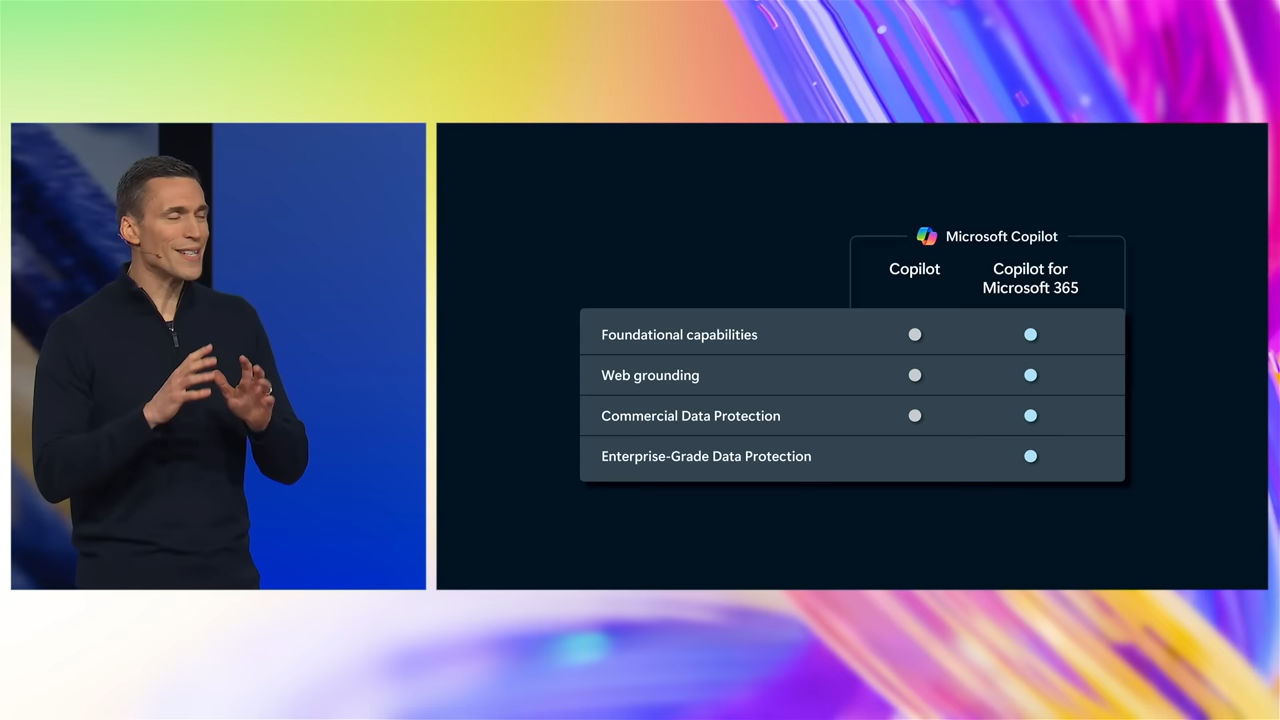 Microsoft Copilot
Copilot
Copilot for
Microsoft 365
Foundational capabilities
Web grounding
Commercial Data Protection
Enterprise-Grade Data Protection